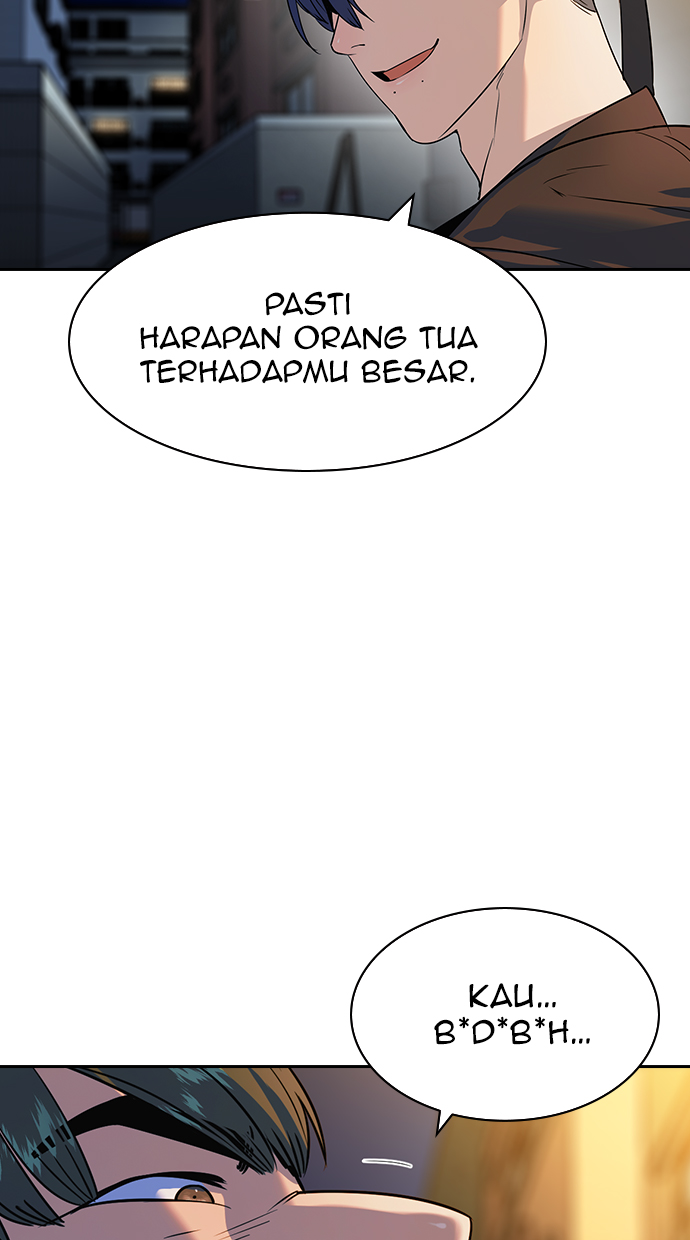 PASTI
HARAPAN ORANG TUA
TERHADAPMU BESAR.
KAU...
B*D*B*H...